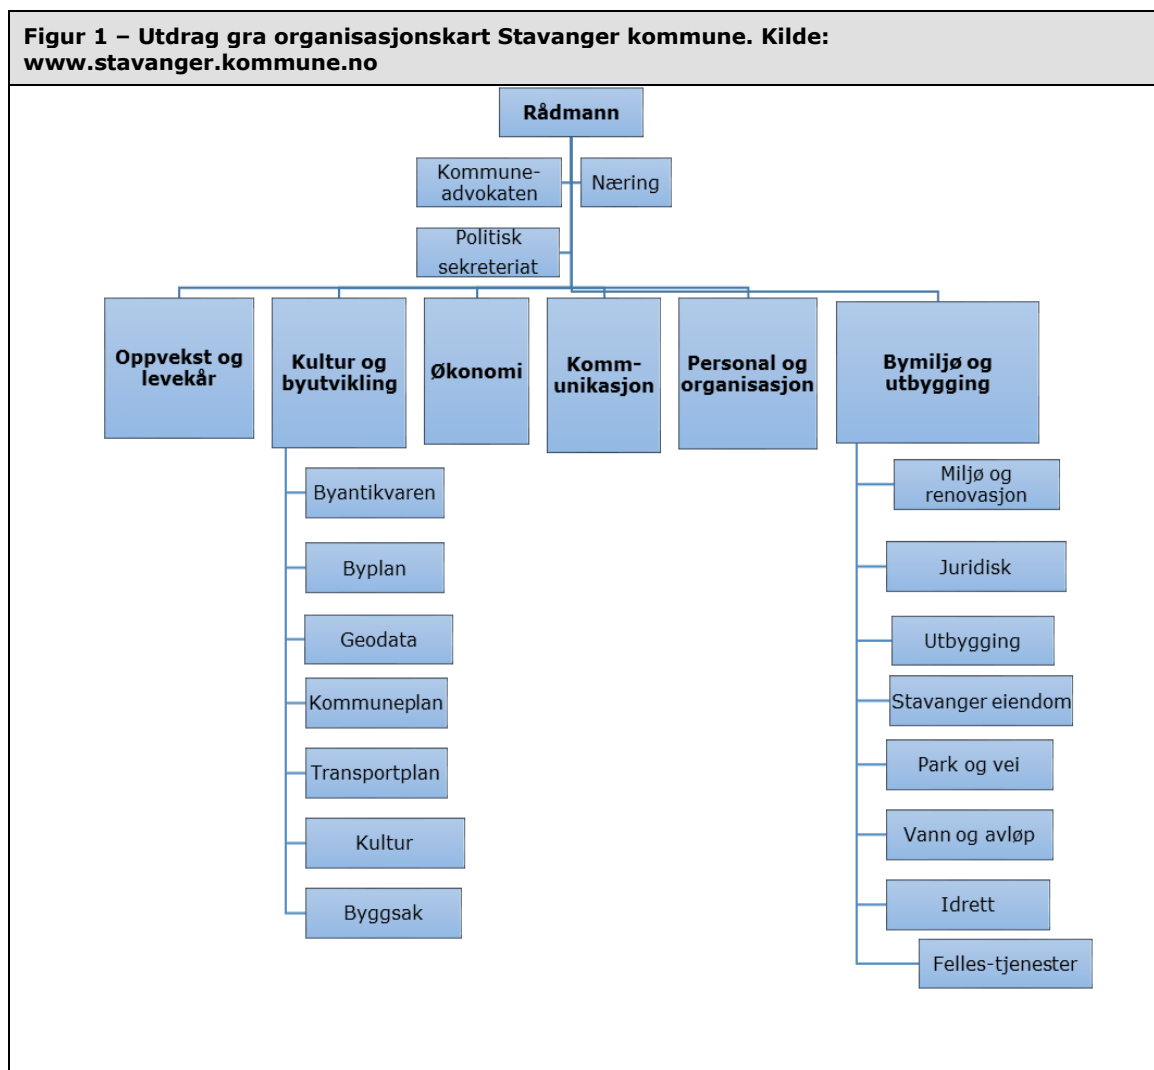 Figur 1 – Utdrag gra organisasjonskart Stavanger kommune. Kilde:
www.stavanger.kommune.no
Rådmann
Kommune-
advokaten
Næring
Politisk
sekreteriat
Oppvekst og
levekår
Kultur og
byutvikling
Økonomi
Komm-
unikasjon
Personal og
organisasjon
Bymiljø og
utbygging
Byantikvaren
Byplan
Geodata
Kommuneplan
Transportplan
Kultur
Byggsak
Miljø og
renovasjon
Juridisk
Utbygging
Stavanger eiendom
Park og vei
Vann og avløp
Idrett
Felles-tjenester